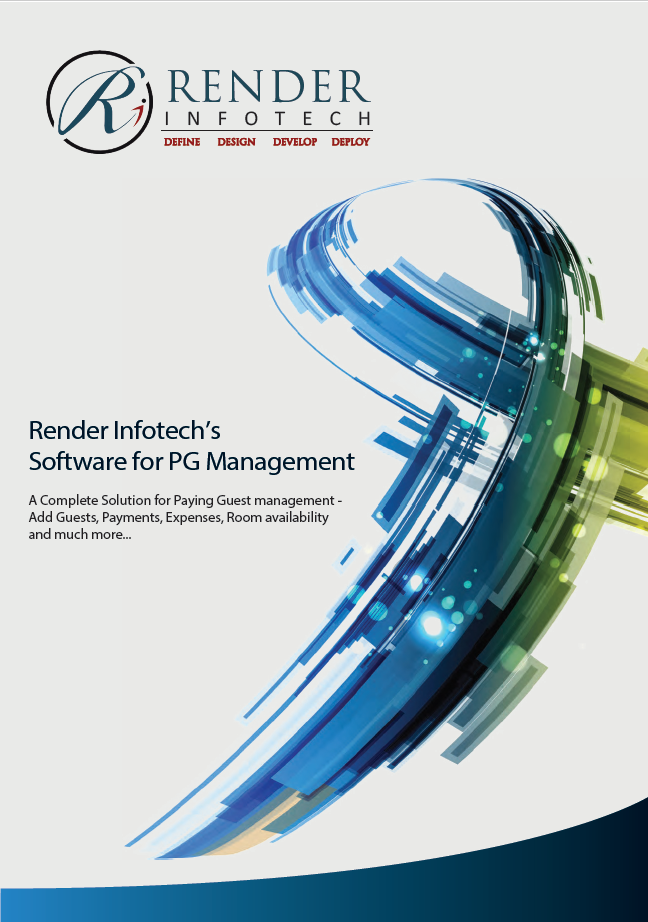 Ri
RENDER
INFOTECH
DEFINE DESIGN DEVELOP DEPLOY
Render Infotech’s
Software for PG Management
A Complete Solution for Paying Guest management -
Add Guests, Payments, Expenses, Room availability
and much more...